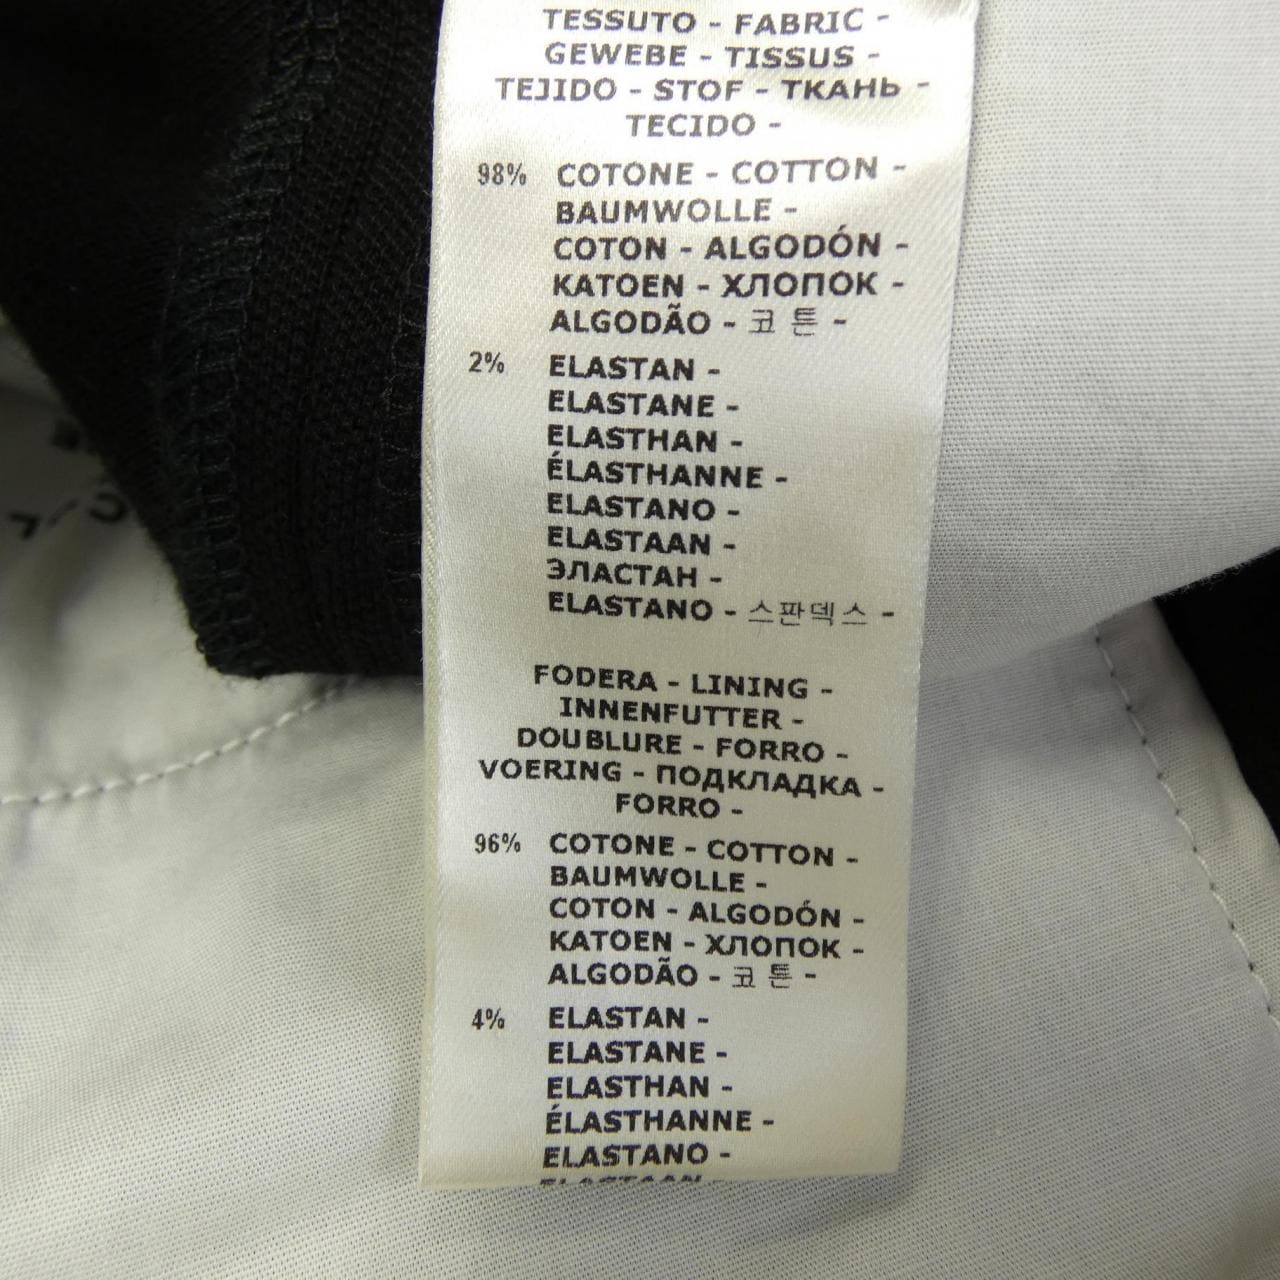 TESSUTO - FABRIC -
GEWEBE - TISSUS -
TEJIDO - STOF - ТКАНЬ -
TECIDO -
98% COTONE - COTTON -
BAUMWOLLE -
COTON - ALGODÓN -
KATOEN - ХЛОПОК -
ALGODÃO - 코튼 -
2% ELASTAN -
ELASTANE -
ELASTHAN -
ÉLASTHANNE -
ELASTANO -
ELASTAAN -
ЭЛАСТАН -
ELASTANO - 스판덱스 -
FODERA - LINING -
INNENFUTTER -
DOUBLURE - FORRO -
VOERING - ПОДКЛАДКА -
FORRO -
96% COTONE - COTTON -
BAUMWOLLE -
COTON - ALGODÓN -
KATOEN - ХЛОПОК -
ALGODÃO - 코튼 -
4% ELASTAN -
ELASTANE -
ELASTHAN -
ÉLASTHANNE -
ELASTANO -
ELASTAAN -